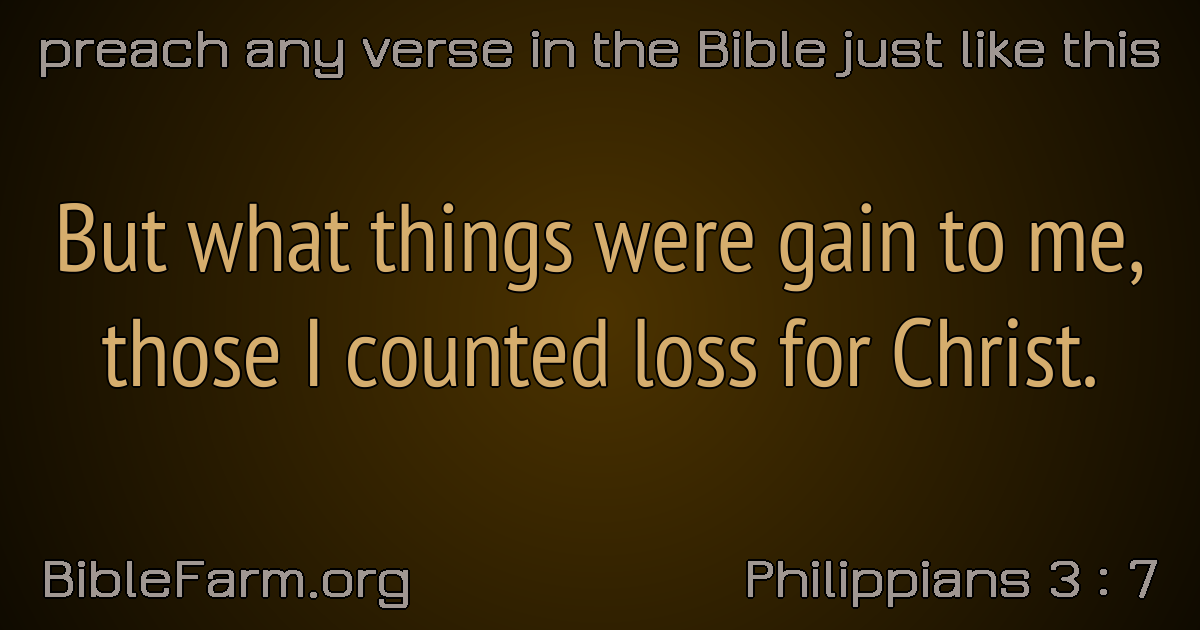 preach any verse in the Bible just like this
But what things were gain to me,
those I counted loss for Christ.
BibleFarm.org
Philippians 3 : 7